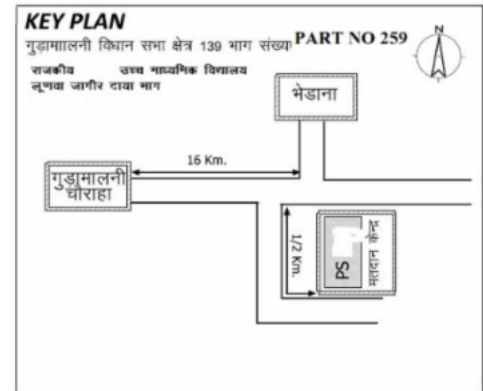 KEY PLAN
गुड़ामाालनी विधान सभा क्षेत्र 139 भाग संख्या PART NO 259
N
राजकीय उच्च माध्यमिक विद्यालय
लूणवा जागीर दाया भाग
भेडाना
16 Km.
गुड़ामालनी
चौराहा
1/2 Km.
PS
मतदान केन्द्र